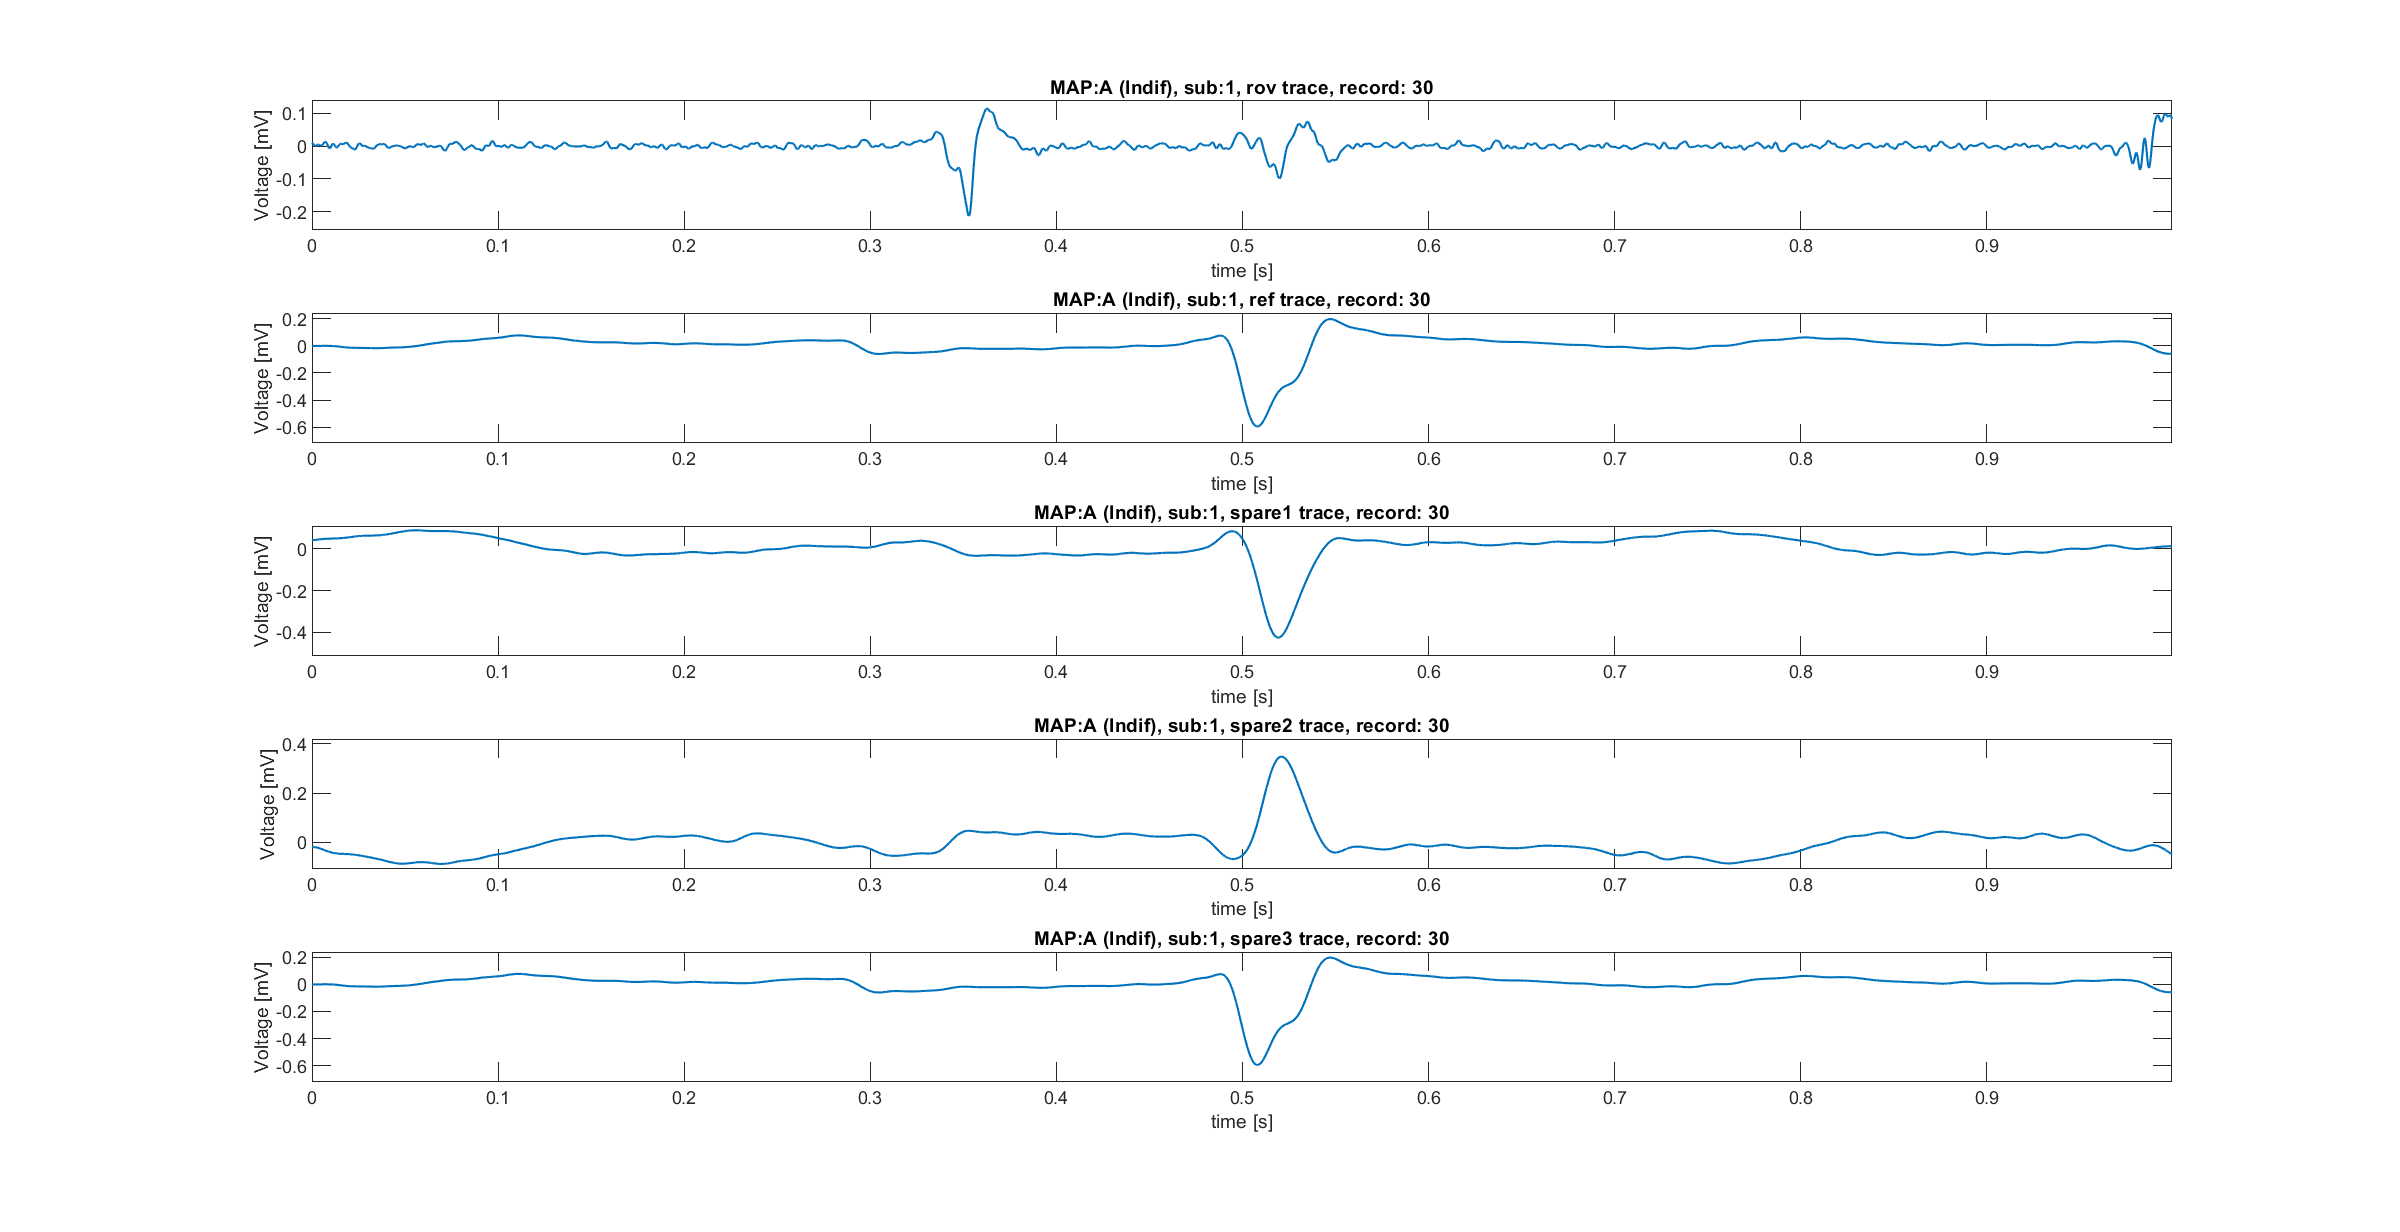 MAP:A (Indif), sub:1, rov trace, record: 30
Voltage [mV]
0.1
0
-0.1
-0.2
0 0.1 0.2 0.3 0.4 0.5 0.6 0.7 0.8 0.9
time [s]
MAP:A (Indif), sub:1, ref trace, record: 30
Voltage [mV]
0.2
0
-0.2
-0.4
-0.6
0 0.1 0.2 0.3 0.4 0.5 0.6 0.7 0.8 0.9
time [s]
MAP:A (Indif), sub:1, spare1 trace, record: 30
Voltage [mV]
0
-0.2
-0.4
0 0.1 0.2 0.3 0.4 0.5 0.6 0.7 0.8 0.9
time [s]
MAP:A (Indif), sub:1, spare2 trace, record: 30
Voltage [mV]
0.4
0.2
0
0 0.1 0.2 0.3 0.4 0.5 0.6 0.7 0.8 0.9
time [s]
MAP:A (Indif), sub:1, spare3 trace, record: 30
Voltage [mV]
0.2
0
-0.2
-0.4
-0.6
0 0.1 0.2 0.3 0.4 0.5 0.6 0.7 0.8 0.9
time [s]